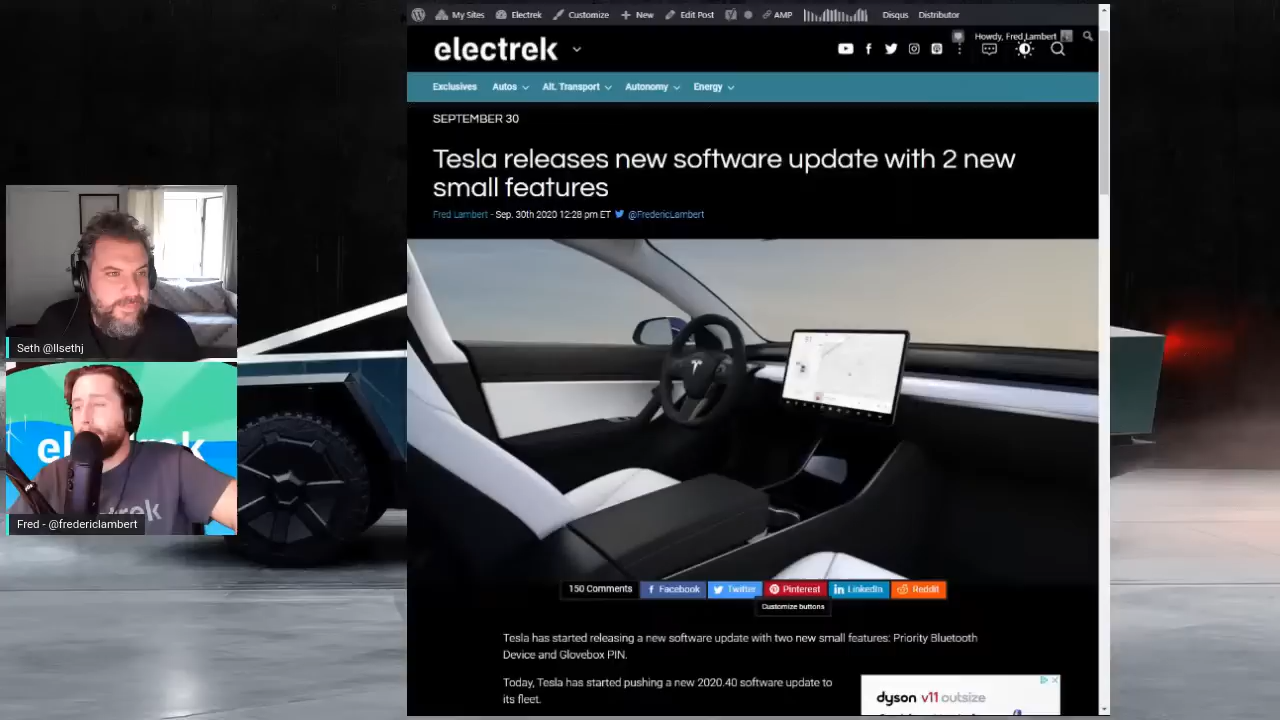 My Sites Electrek Customize New Edit Post AMP Disqus Distributor
Howdy, Fred Lambert
electrek
Exclusives Autos Alt. Transport Autonomy Energy
SEPTEMBER 30
Tesla releases new software update with 2 new
small features
Fred Lambert - Sep. 30th 2020 12:28 pm ET @FredericLambert
Seth @llsethj
electrek
electrek
Fred - @fredericlambert
150 Comments Facebook Twitter Pinterest LinkedIn Reddit
Customize buttons
Tesla has started releasing a new software update with two new small features: Priority Bluetooth
Device and Glovebox PIN.
Today, Tesla has started pushing a new 2020.40 software update to
its fleet.
dyson v11 outsize